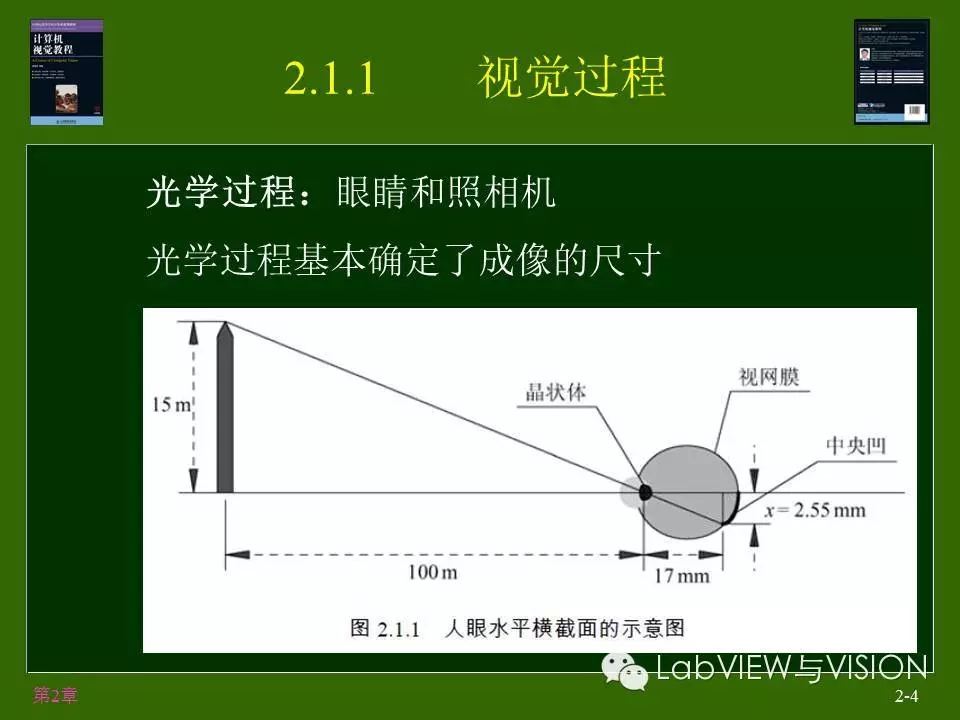 计算机
视觉教程
2.1.1 视觉过程
光学过程：眼睛和照相机
光学过程基本确定了成像的尺寸
15 m
晶状体
视网膜
中央凹
x = 2.55 mm
100 m
17 mm
图 2.1.1 人眼水平横截面的示意图
LabVIEW与VISION
第2章
2-4